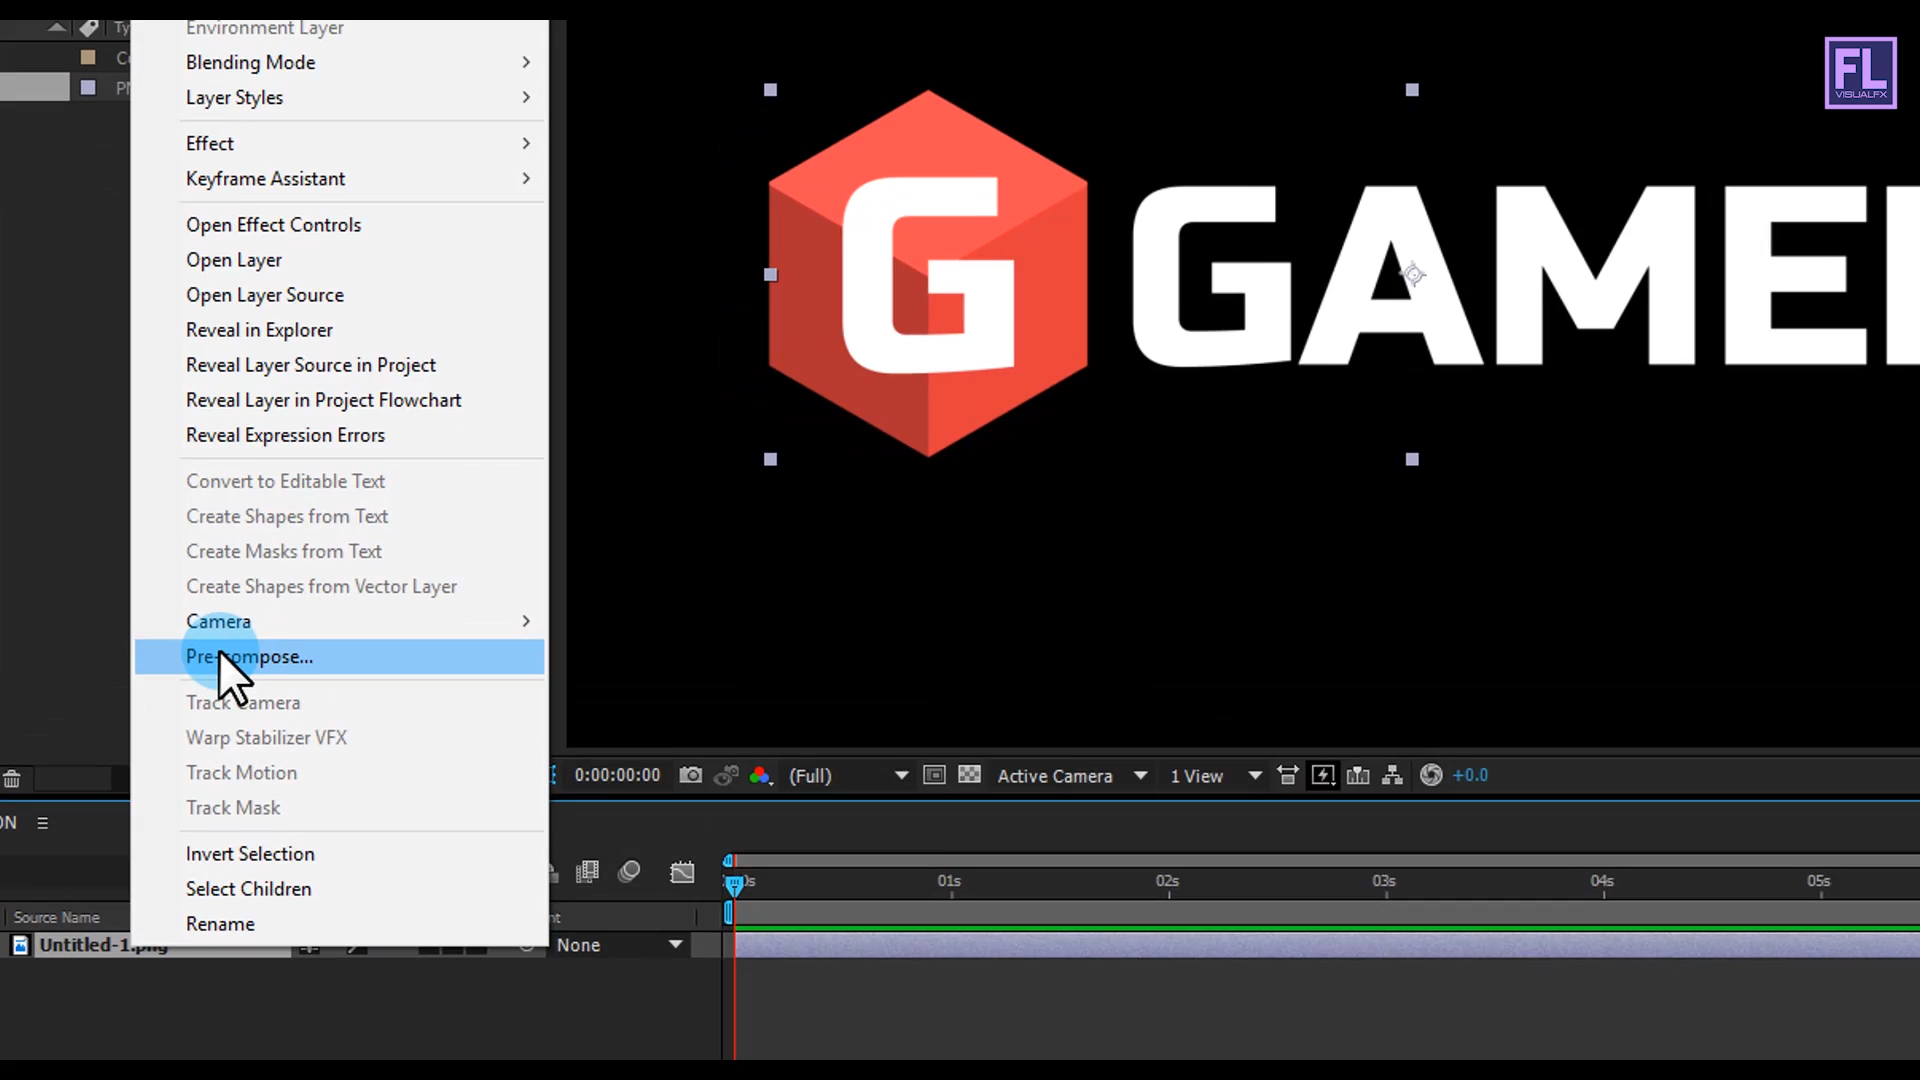 Environment Layer
Blending Mode
Layer Styles
Effect
Keyframe Assistant
Open Effect Controls
Open Layer
Open Layer Source
Reveal in Explorer
Reveal Layer Source in Project
Reveal Layer in Project Flowchart
Reveal Expression Errors
Convert to Editable Text
Create Shapes from Text
Create Masks from Text
Create Shapes from Vector Layer
Camera
Pre-compose...
Track Camera
Warp Stabilizer VFX
Track Motion
Track Mask
Invert Selection
Select Children
Rename
G GAME
FL
VISUALFX
0:00:00:00 (Full) Active Camera 1 View +0.0
01s 02s 03s 04s 05s
Source Name
Untitled-1.png None